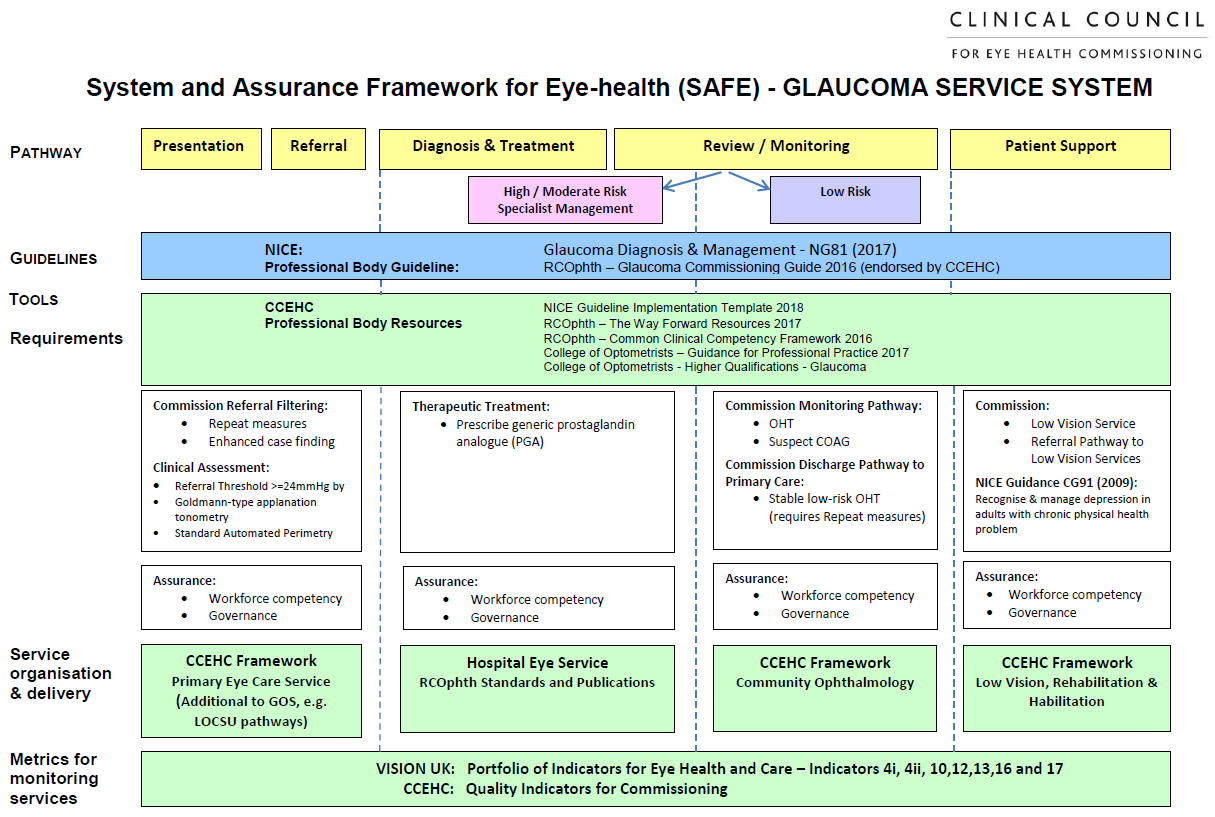 CLINICAL COUNCIL
FOR EYE HEALTH COMMISSIONING
System and Assurance Framework for Eye-health (SAFE) - GLAUCOMA SERVICE SYSTEM
PATHWAY
Presentation
Referral
Diagnosis & Treatment
Review / Monitoring
Patient Support
High / Moderate Risk
Specialist Management
Low Risk
GUIDELINES
NICE: Glaucoma Diagnosis & Management - NG81 (2017)
Professional Body Guideline: RCOphth – Glaucoma Commissioning Guide 2016 (endorsed by CCEHC)
TOOLS
Requirements
CCEHC NICE Guideline Implementation Template 2018
Professional Body Resources RCOphth – The Way Forward Resources 2017
RCOphth – Common Clinical Competency Framework 2016
College of Optometrists – Guidance for Professional Practice 2017
College of Optometrists - Higher Qualifications - Glaucoma
Commission Referral Filtering:
• Repeat measures
• Enhanced case finding
Clinical Assessment:
• Referral Threshold >=24mmHg by
• Goldmann-type applanation
tonometry
• Standard Automated Perimetry
Therapeutic Treatment:
• Prescribe generic prostaglandin
analogue (PGA)
Commission Monitoring Pathway:
• OHT
• Suspect COAG
Commission Discharge Pathway to
Primary Care:
• Stable low-risk OHT
(requires Repeat measures)
Commission:
• Low Vision Service
• Referral Pathway to
Low Vision Services
NICE Guidance CG91 (2009):
Recognise & manage depression in
adults with chronic physical health
problem
Assurance:
• Workforce competency
• Governance
Assurance:
• Workforce competency
• Governance
Assurance:
• Workforce competency
• Governance
Assurance:
• Workforce competency
• Governance
Service
organisation
& delivery
CCEHC Framework
Primary Eye Care Service
(Additional to GOS, e.g.
LOCSU pathways)
Hospital Eye Service
RCOphth Standards and Publications
CCEHC Framework
Community Ophthalmology
CCEHC Framework
Low Vision, Rehabilitation &
Habilitation
Metrics for
monitoring
services
VISION UK: Portfolio of Indicators for Eye Health and Care – Indicators 4i, 4ii, 10,12,13,16 and 17
CCEHC: Quality Indicators for Commissioning